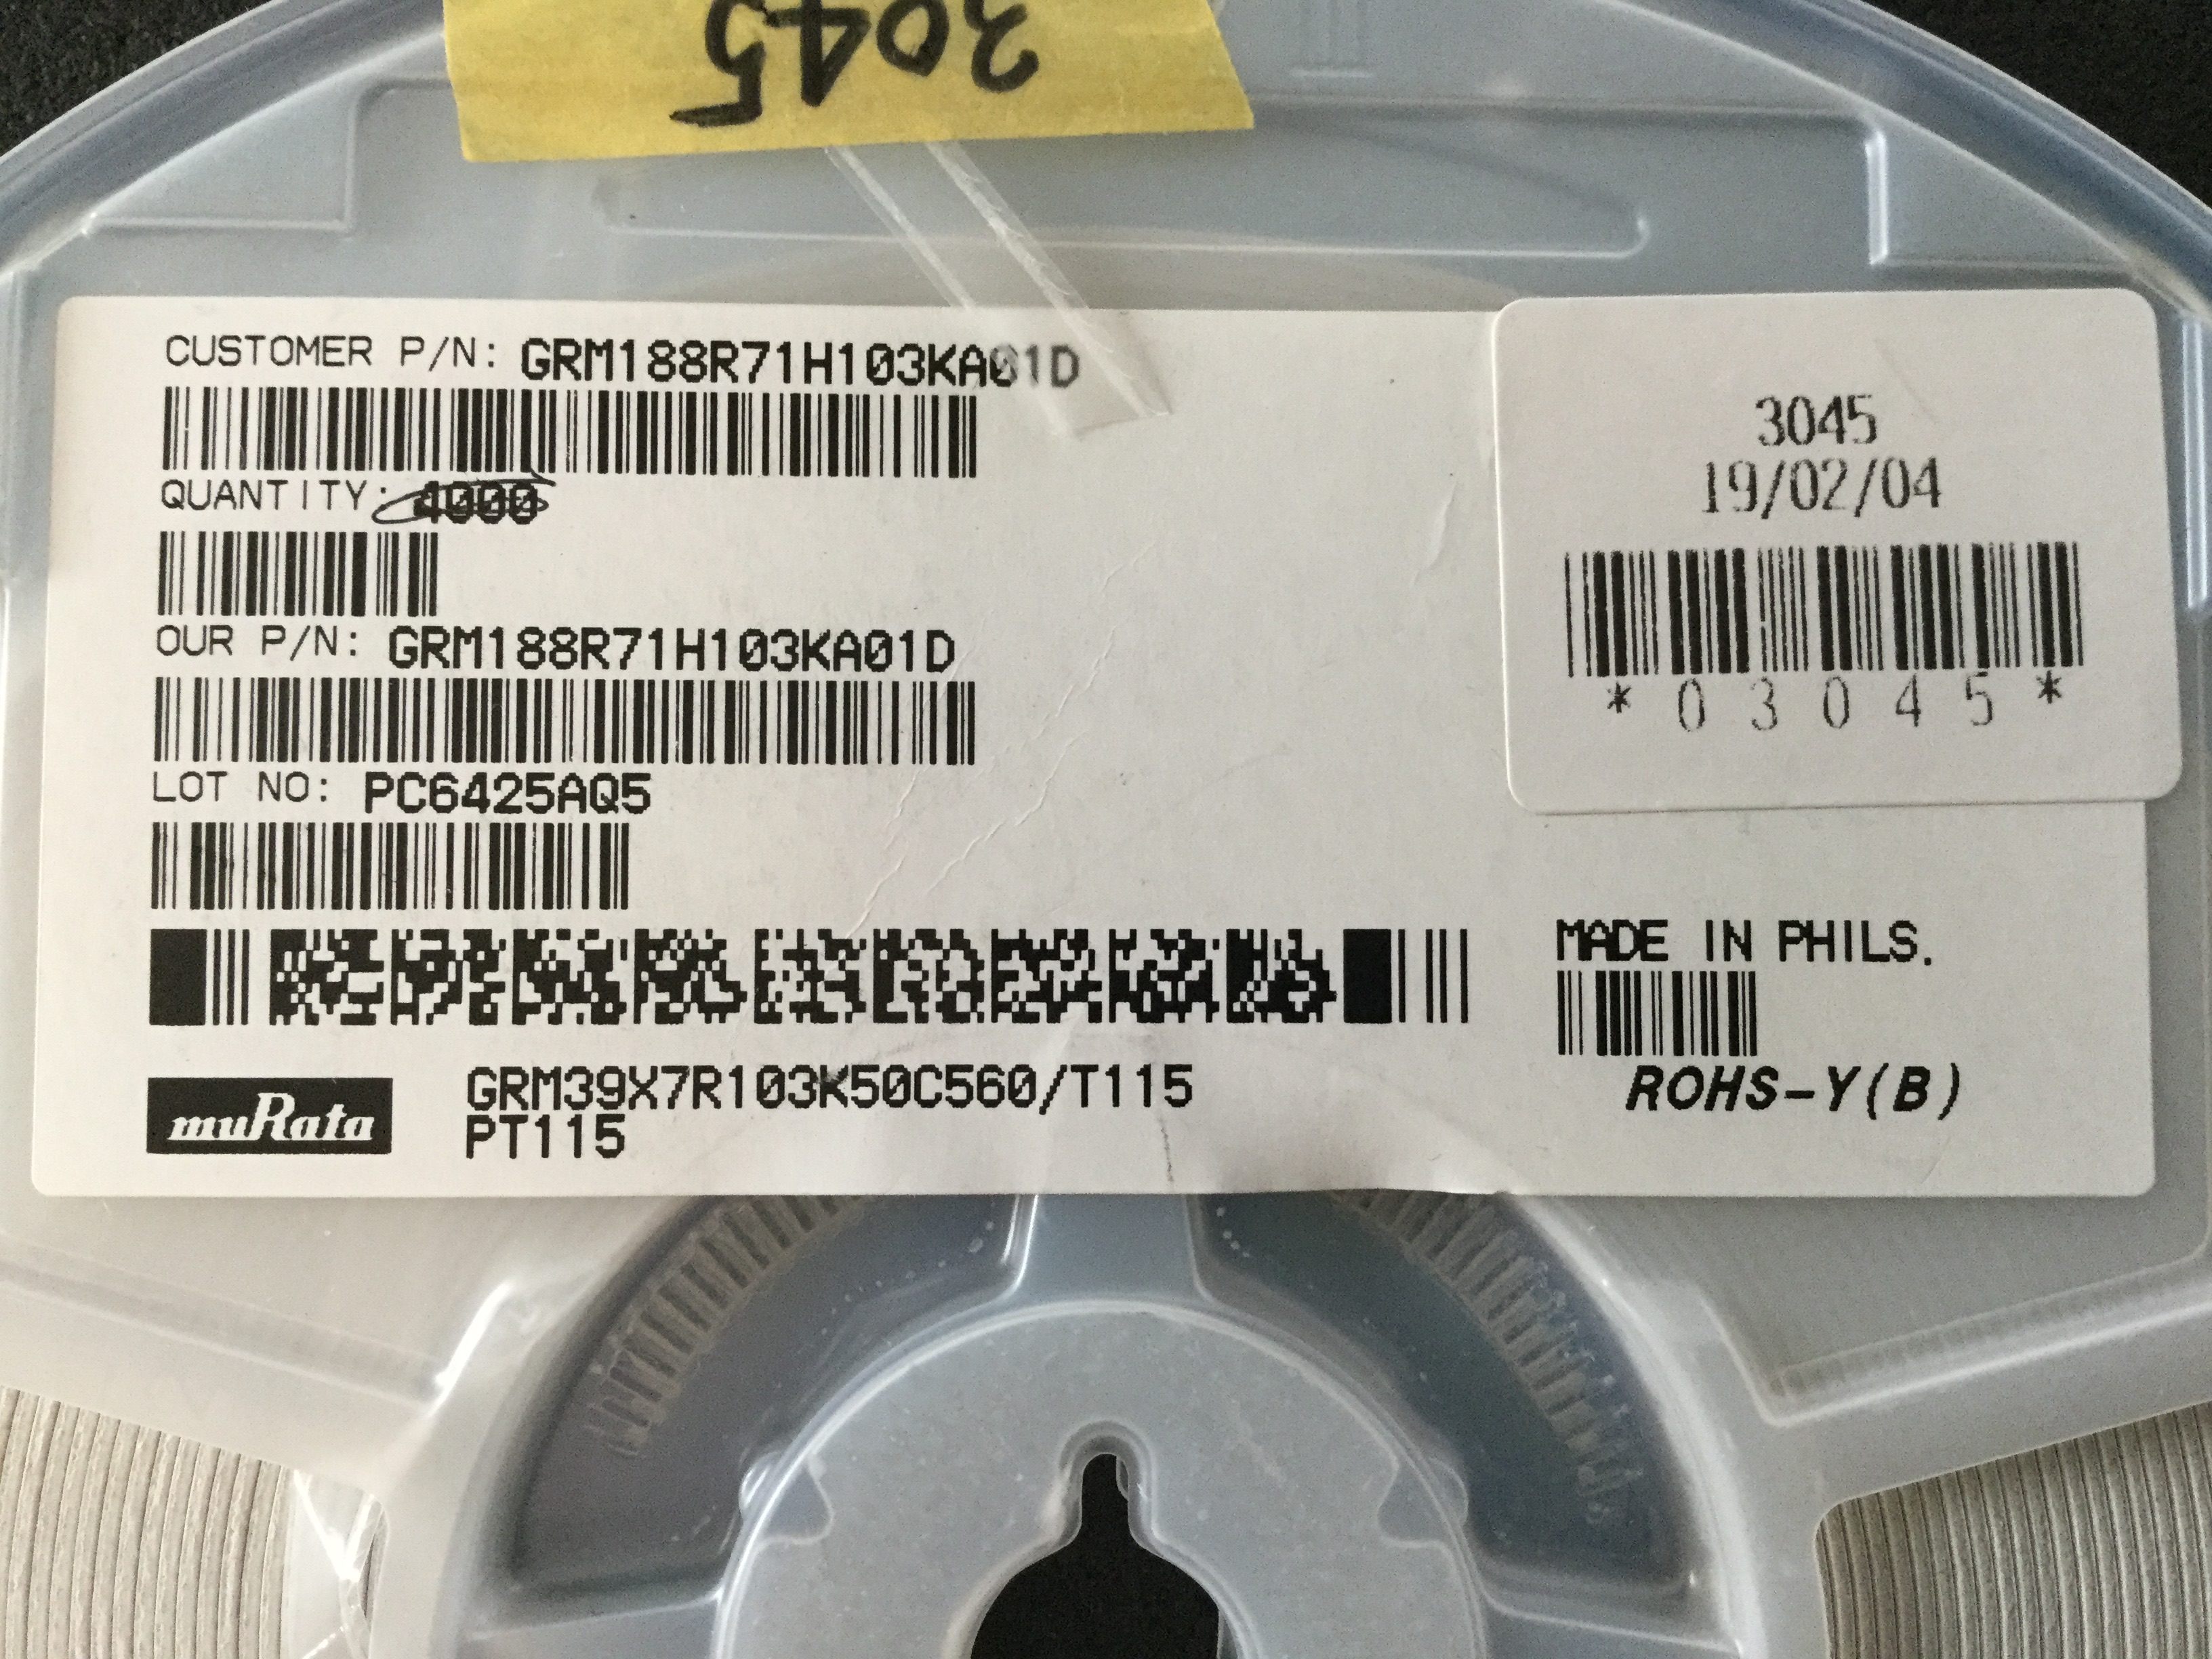 3045
CUSTOMER P/N: GRM188R71H103KA01D
QUANTITY: 4000
OUR P/N: GRM188R71H103KA01D
LOT NO: PC6425AQ5
muRata
GRM39X7R103K50C560/T115
PT115
3045
19/02/04
*03045*
MADE IN PHILS.
ROHS-Y(B)